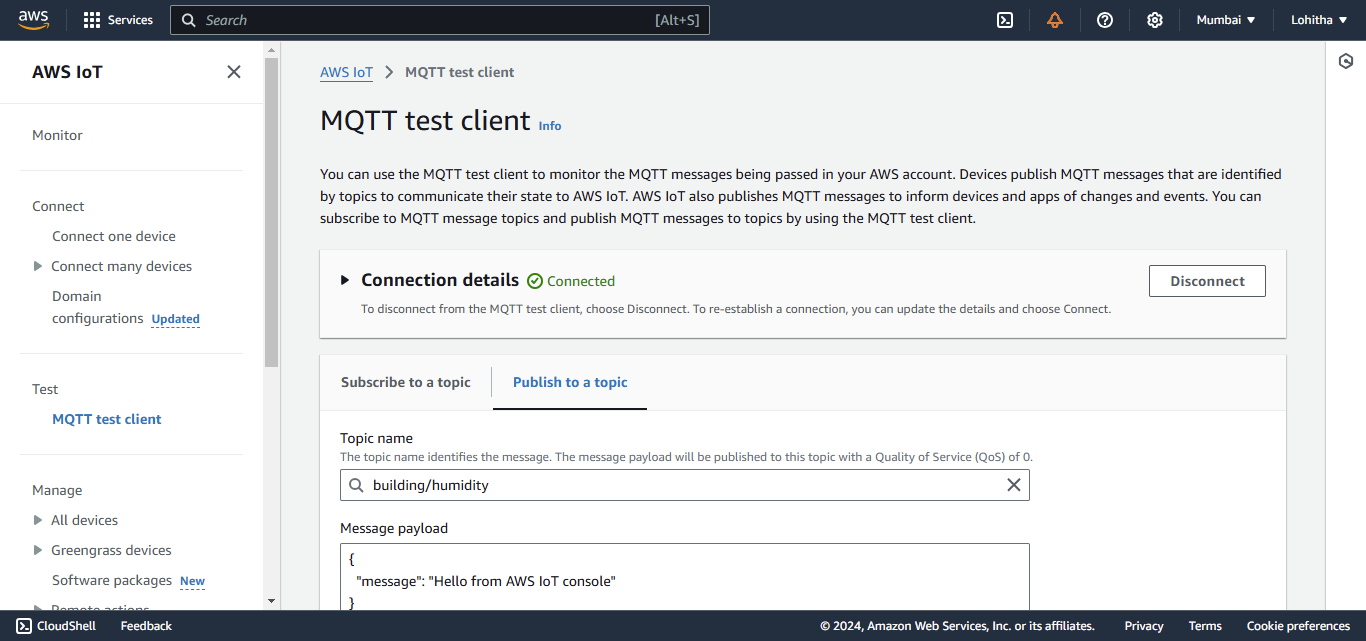 aws Services Search [Alt+S] Mumbai Lohitha
AWS IoT
Monitor
Connect
Connect one device
Connect many devices
Domain
configurations Updated
Test
MQTT test client
Manage
All devices
Greengrass devices
Software packages New
Remote actions
AWS IoT MQTT test client
MQTT test client Info
You can use the MQTT test client to monitor the MQTT messages being passed in your AWS account. Devices publish MQTT messages that are identified
by topics to communicate their state to AWS IoT. AWS IoT also publishes MQTT messages to inform devices and apps of changes and events. You can
subscribe to MQTT message topics and publish MQTT messages to topics by using the MQTT test client.
Connection details Connected Disconnect
To disconnect from the MQTT test client, choose Disconnect. To re-establish a connection, you can update the details and choose Connect.
Subscribe to a topic Publish to a topic
Topic name
The topic name identifies the message. The message payload will be published to this topic with a Quality of Service (QoS) of 0.
building/humidity
Message payload
{
"message": "Hello from AWS IoT console"
}
CloudShell Feedback © 2024, Amazon Web Services, Inc. or its affiliates. Privacy Terms Cookie preferences